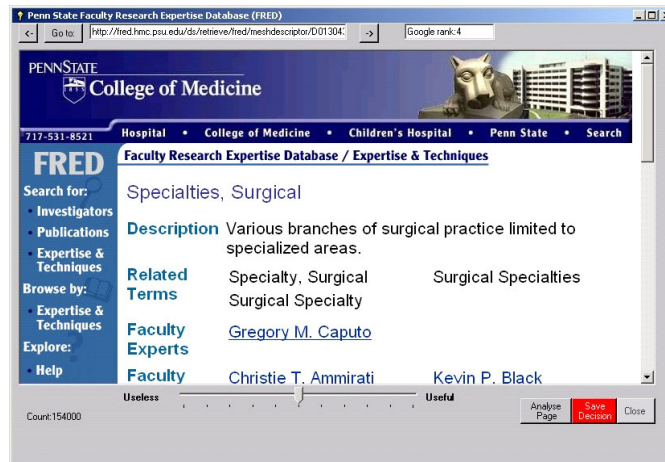 Penn State Faculty Research Expertise Database (FRED)
<- Go to: http://fred.hmc.psu.edu/ds/retrieve/fred/meshdescriptor/D01304: -> Google rank:4
PENNSTATE
College of Medicine
717-531-8521 Hospital • College of Medicine • Children's Hospital • Penn State • Search
FRED
Faculty Research Expertise Database / Expertise & Techniques
Search for:
• Investigators
• Publications
• Expertise &
Techniques
Browse by:
• Expertise &
Techniques
Explore:
• Help
Specialties, Surgical
Description Various branches of surgical practice limited to
specialized areas.
Related Specialty, Surgical Surgical Specialties
Terms Surgical Specialty
Faculty Gregory M. Caputo
Experts
Faculty Christie T. Ammirati Kevin P. Black
Useless Useful
Count:154000
Analyse
Page
Save
Decision
Close